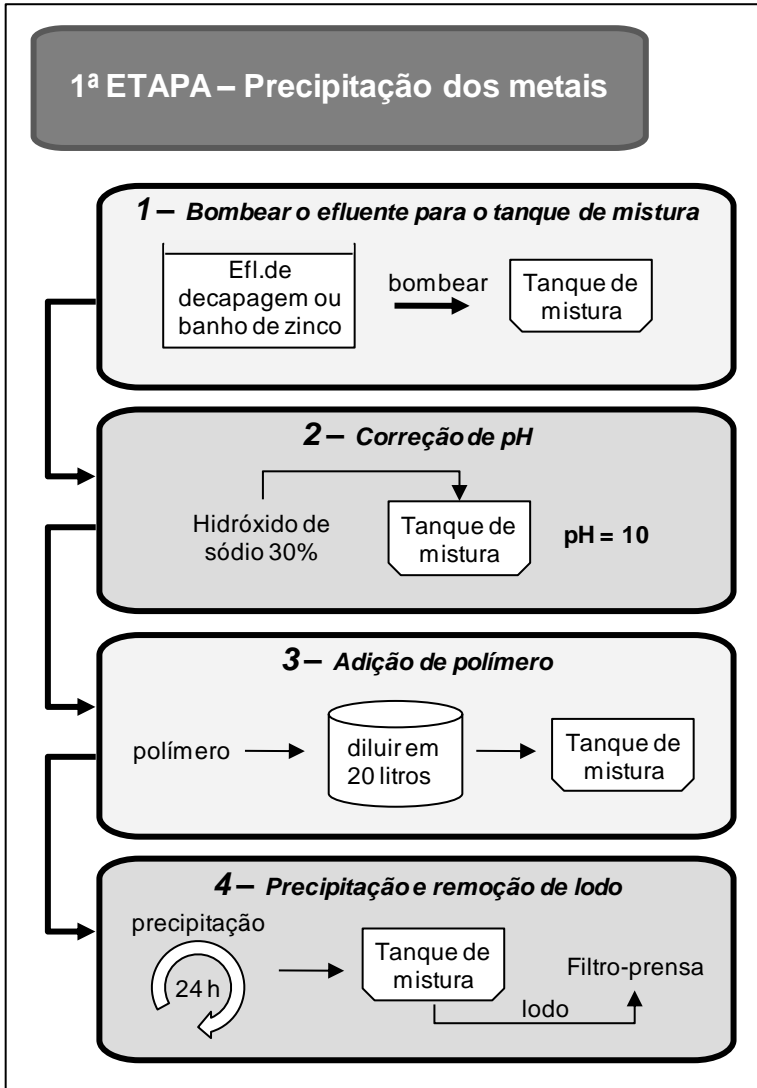 1ª ETAPA – Precipitação dos metais
1 – Bombear o efluente para o tanque de mistura
Efl.de
decapagem ou
banho de zinco
bombear
Tanque de
mistura
2 – Correção de pH
Hidróxido de
sódio 30%
Tanque de
mistura
pH = 10
3 – Adição de polímero
polímero
diluir em
20 litros
Tanque de
mistura
4 – Precipitação e remoção de lodo
precipitação
24 h
Tanque de
mistura
lodo
Filtro-prensa